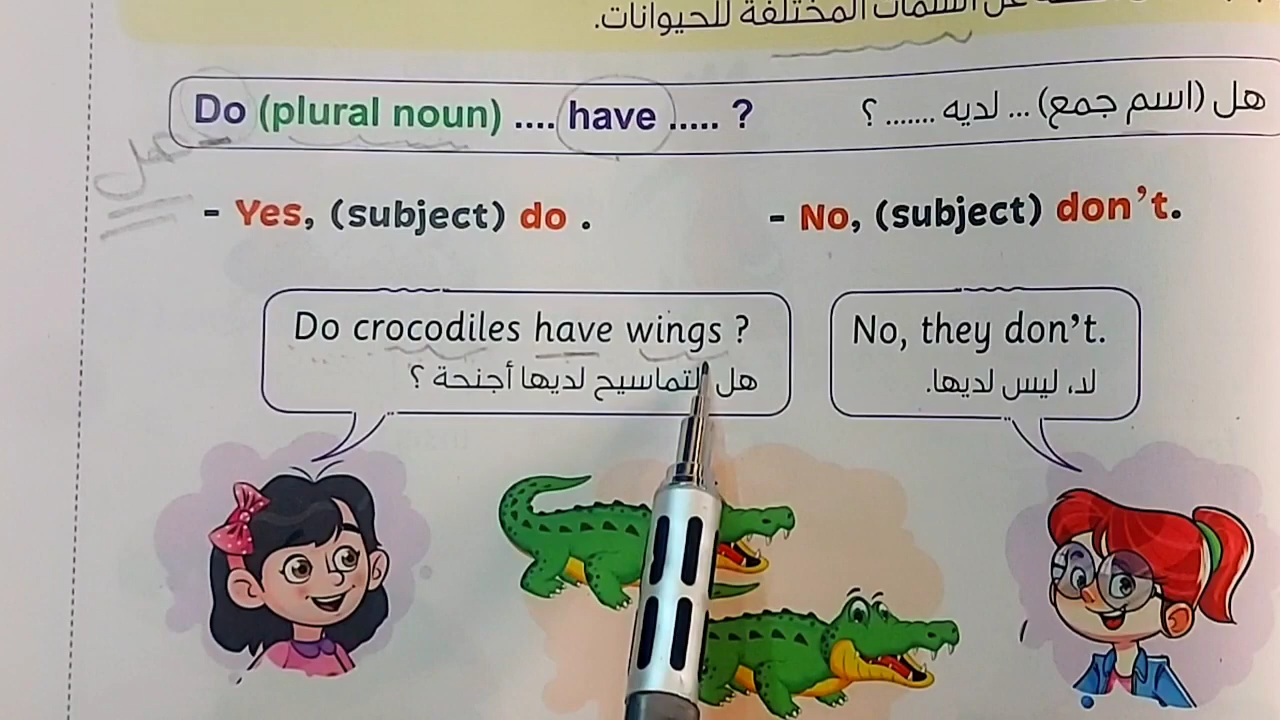 المختلفة للحيوانات.
Do (plural noun) .... have ..... ?
هل (اسم جمع) ... لديه ....... ؟
هل
- Yes, (subject) do .
- No, (subject) don't.
Do crocodiles have wings ?
هل التماسيح لديها أجنحة ؟
No, they don't.
لا، ليس لديها.